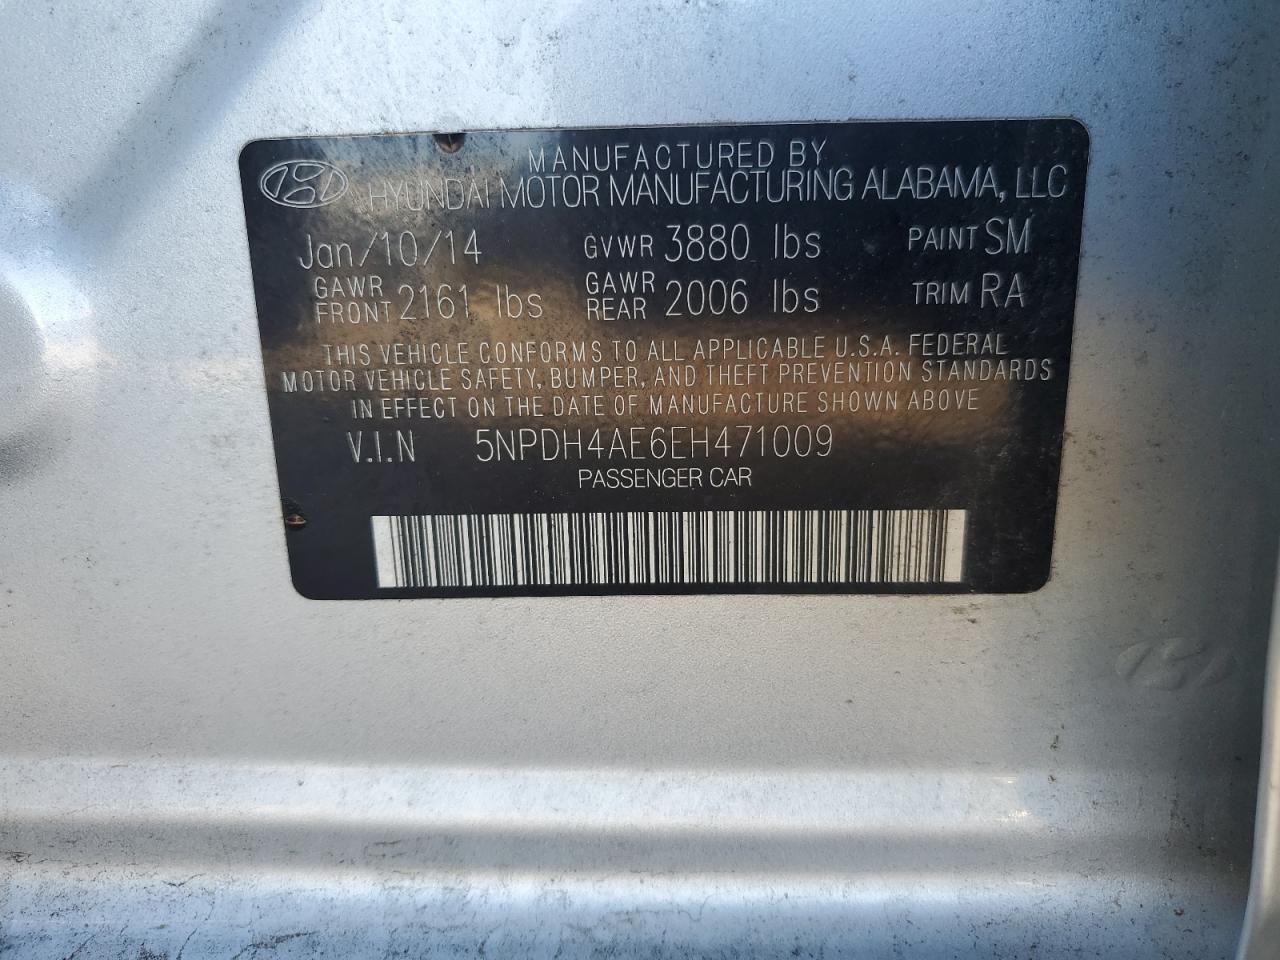 MANUFACTURED BY
HYUNDAI MOTOR MANUFACTURING ALABAMA, LLC
Jan/10/14 GVWR 3880 lbs PAINT SM
GAWR FRONT 2161 lbs GAWR REAR 2006 lbs TRIM RA
THIS VEHICLE CONFORMS TO ALL APPLICABLE U.S.A. FEDERAL
MOTOR VEHICLE SAFETY, BUMPER, AND THEFT PREVENTION STANDARDS
IN EFFECT ON THE DATE OF MANUFACTURE SHOWN ABOVE
V.I.N 5NPDH4AE6EH471009
PASSENGER CAR